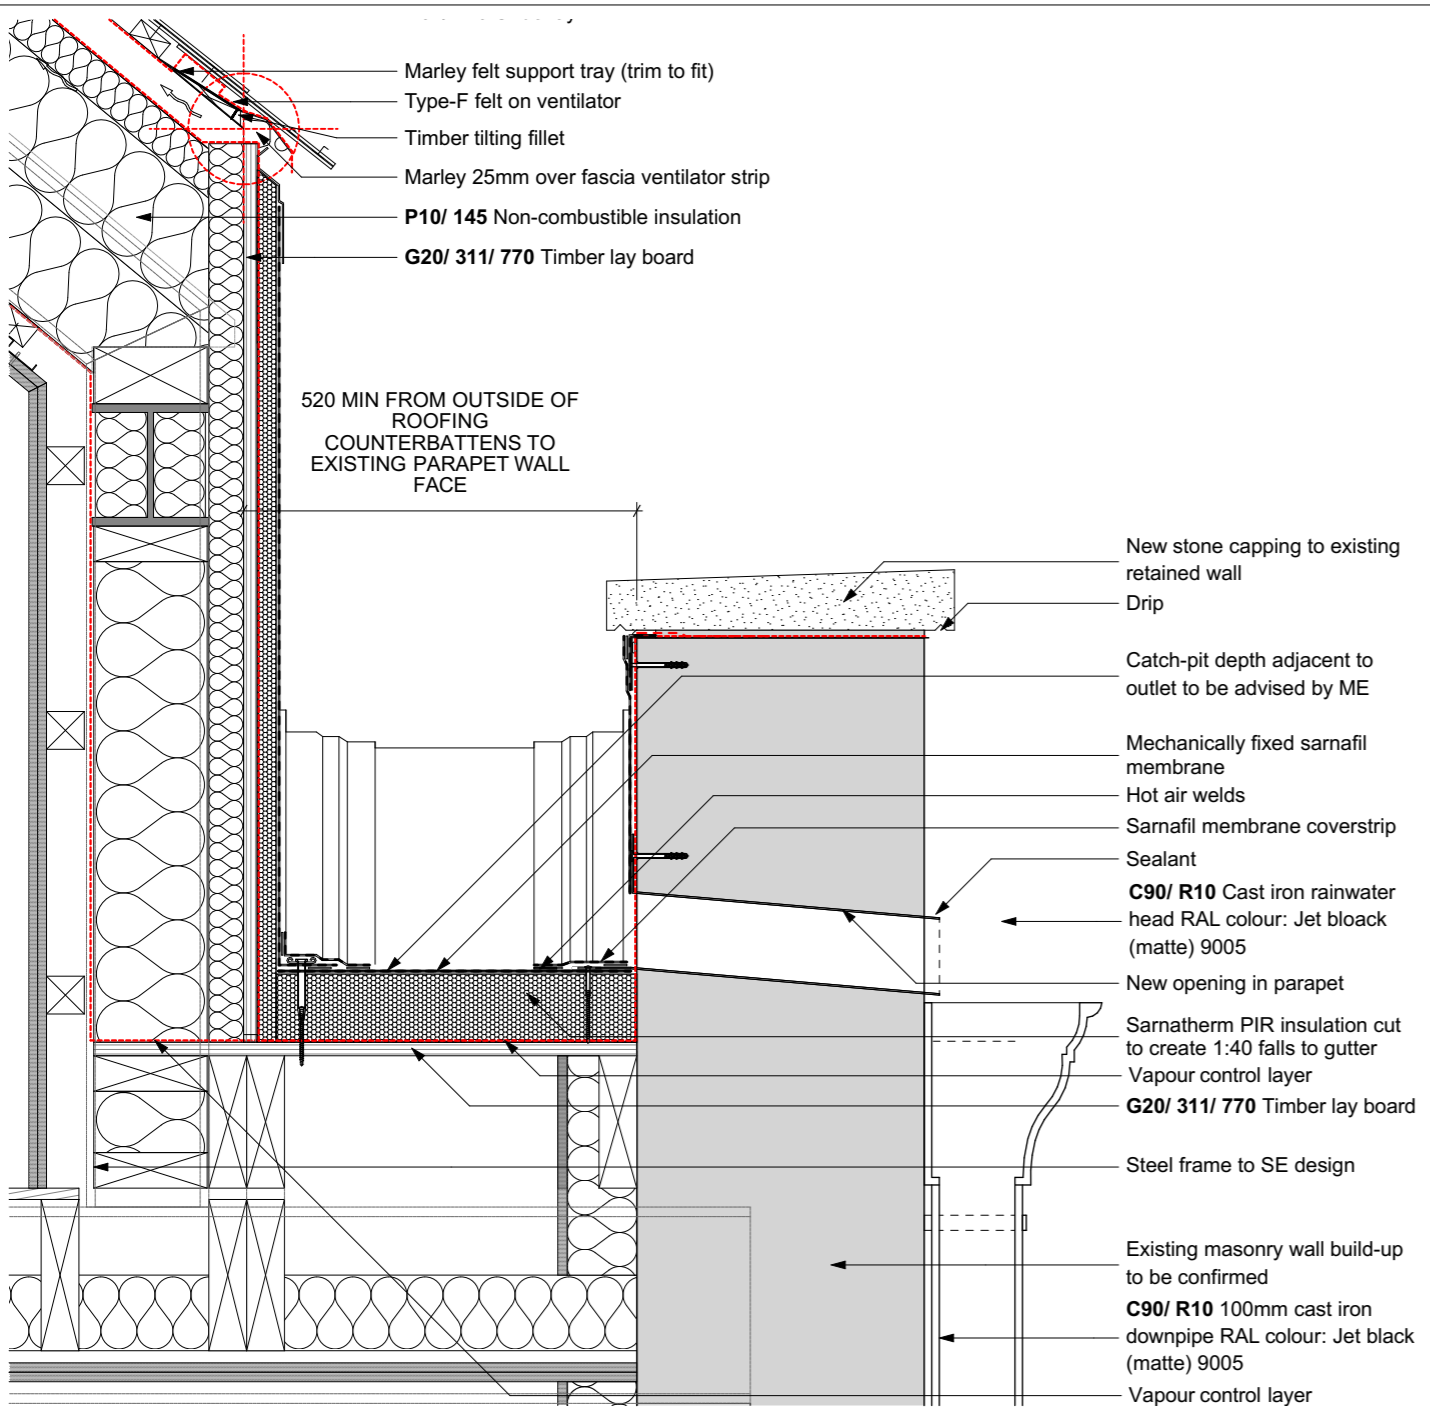 Marley felt support tray (trim to fit)
Type-F felt on ventilator
Timber tilting fillet
Marley 25mm over fascia ventilator strip
P10/ 145 Non-combustible insulation
G20/ 311/ 770 Timber lay board
520 MIN FROM OUTSIDE OF
ROOFING
COUNTERBATTENS TO
EXISTING PARAPET WALL
FACE
New stone capping to existing
retained wall
Drip
Catch-pit depth adjacent to
outlet to be advised by ME
Mechanically fixed sarnafil
membrane
Hot air welds
Sarnafil membrane coverstrip
Sealant
C90/ R10 Cast iron rainwater
head RAL colour: Jet bloack
(matte) 9005
New opening in parapet
Sarnatherm PIR insulation cut
to create 1:40 falls to gutter
Vapour control layer
G20/ 311/ 770 Timber lay board
Steel frame to SE design
Existing masonry wall build-up
to be confirmed
C90/ R10 100mm cast iron
downpipe RAL colour: Jet black
(matte) 9005
Vapour control layer